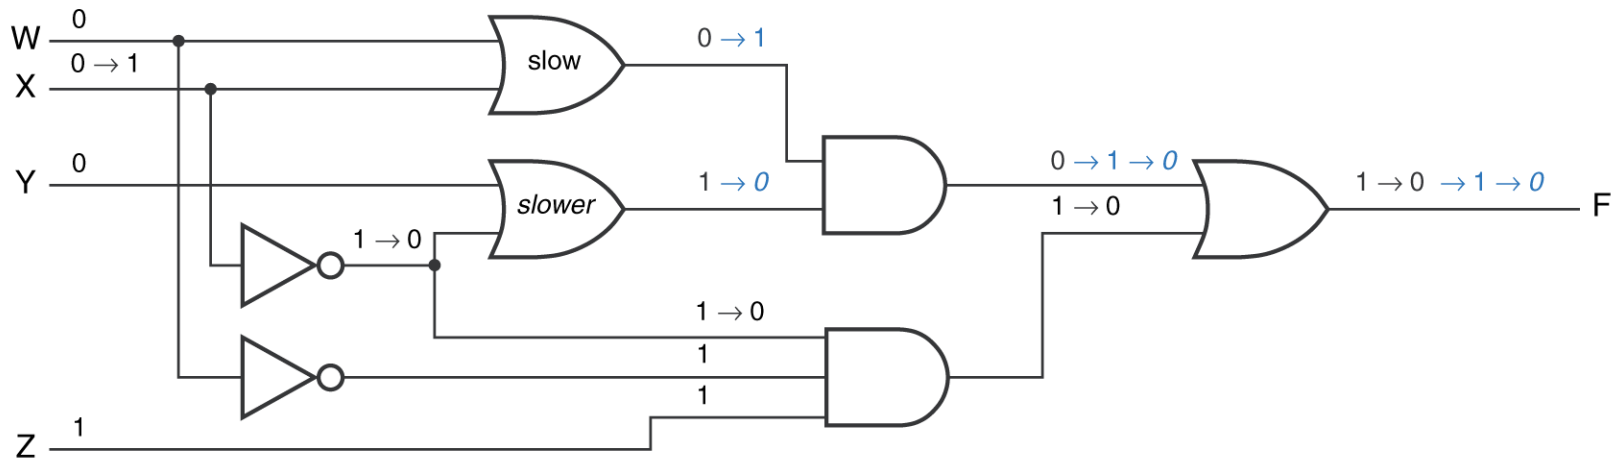 W 0
0 → 1
X
slow
0 → 1
Y 0
slower
1 → 0
0 → 1 → 0
1 → 0
1 → 0 → 1 → 0
F
1 → 0
1 → 0
1
1
Z 1